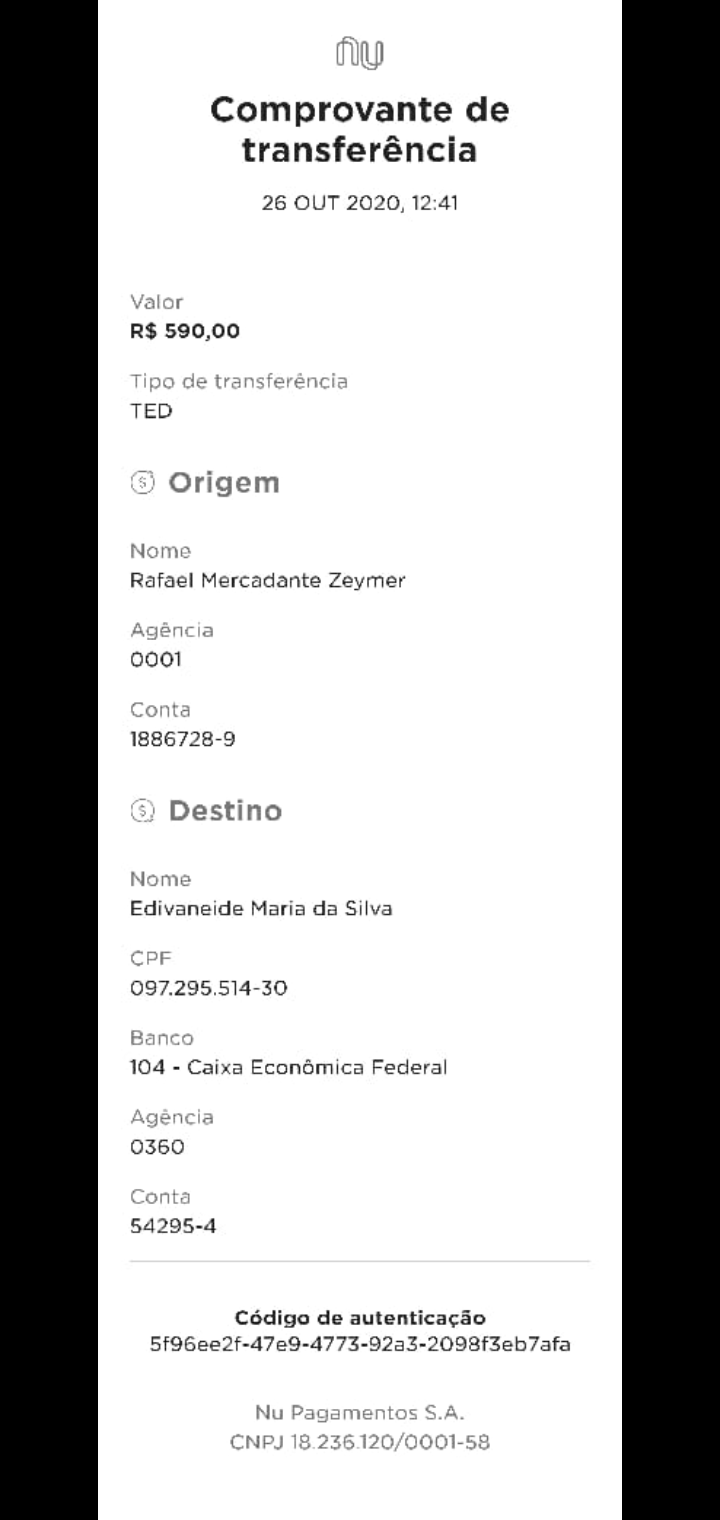 nu
Comprovante de
transferência
26 OUT 2020, 12:41
Valor
R$ 590,00
Tipo de transferência
TED
Origem
Nome
Rafael Mercadante Zeymer
Agência
0001
Conta
1886728-9
Destino
Nome
Edivaneide Maria da Silva
CPF
097.295.514-30
Banco
104 - Caixa Econômica Federal
Agência
0360
Conta
54295-4
Código de autenticação
5f96ee2f-47e9-4773-92a3-2098f3eb7afa
Nu Pagamentos S.A.
CNPJ 18.236.120/0001-58